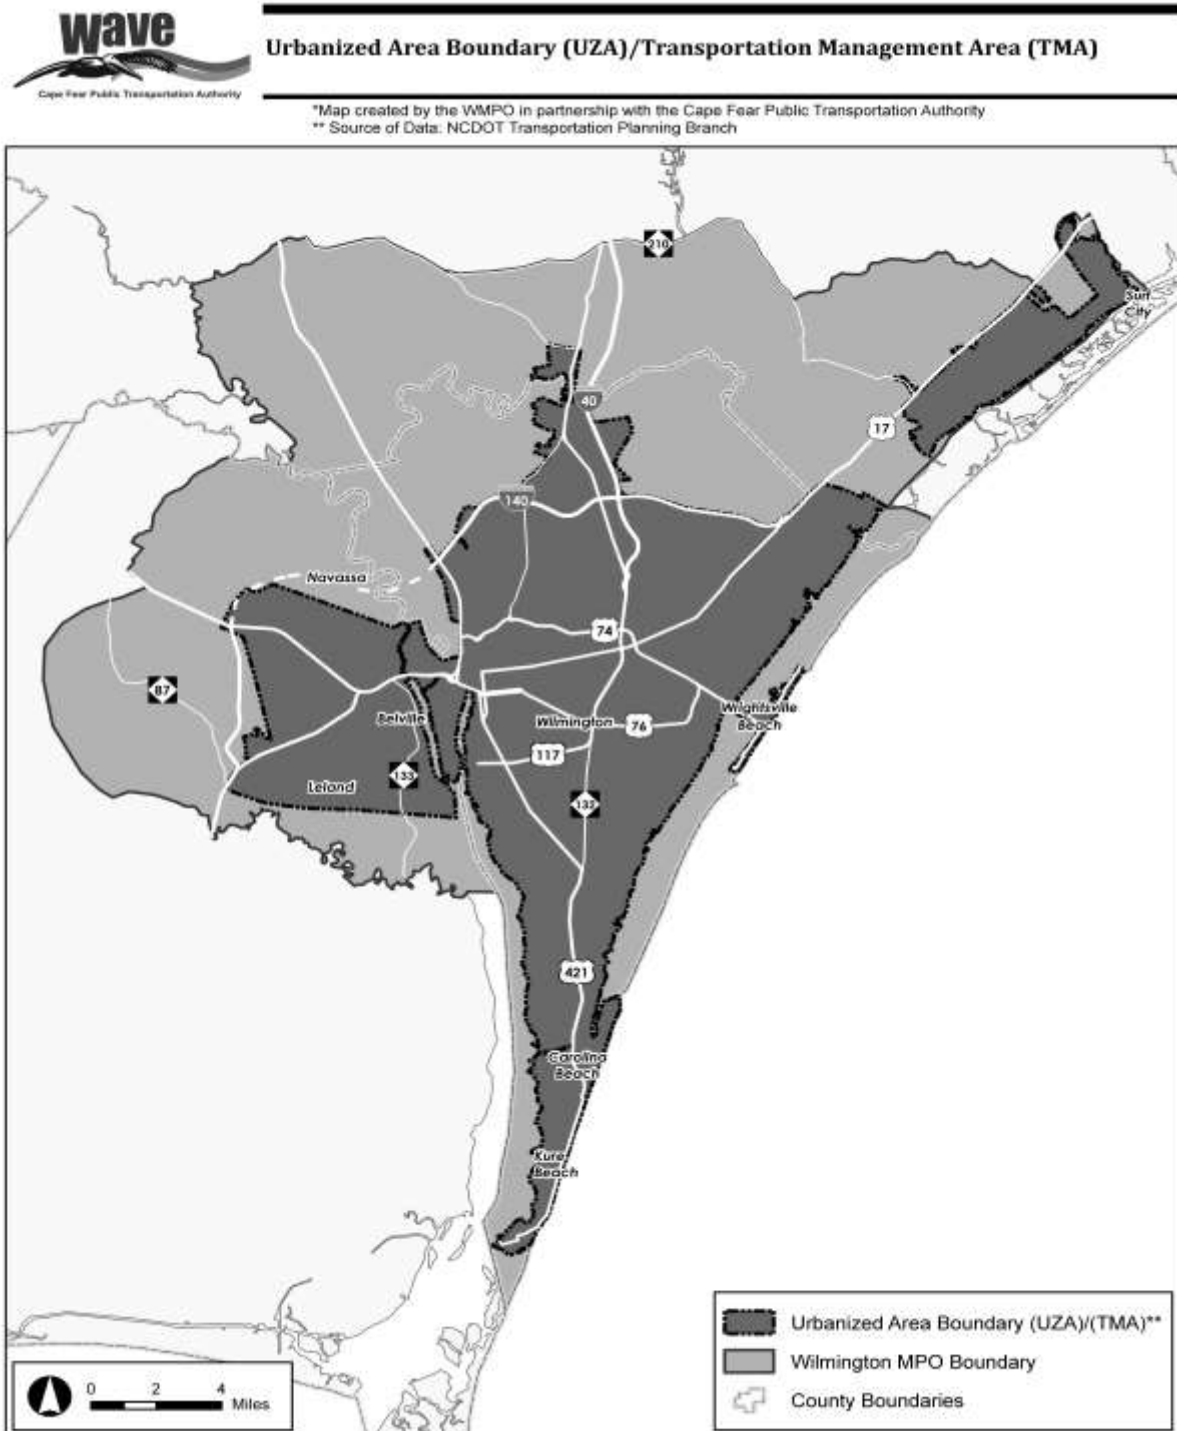 Wave
Cape Fear Public Transportation Authority
Urbanized Area Boundary (UZA)/Transportation Management Area (TMA)
*Map created by the WMPO in partnership with the Cape Fear Public Transportation Authority
** Source of Data: NCDOT Transportation Planning Branch
210
Surf
City
40
17
140
Navassa
74
87
Belville
Wilmington
76
Wrightsville
Beach
117
133
Leland
132
421
Carolina
Beach
Kure
Beach
Urbanized Area Boundary (UZA)/(TMA)**
Wilmington MPO Boundary
County Boundaries
0 2 4
Miles